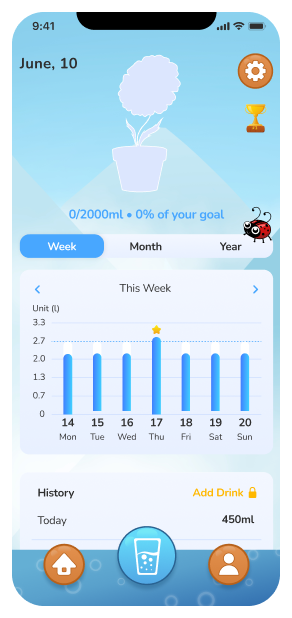 9:41
June, 10
0/2000ml • 0% of your goal
Week Month Year
This Week
Unit (l)
3.3
2.7
2.0
1.3
0.7
0
14 15 16 17 18 19 20
Mon Tue Wed Thu Fri Sat Sun
History Add Drink
Today 450ml